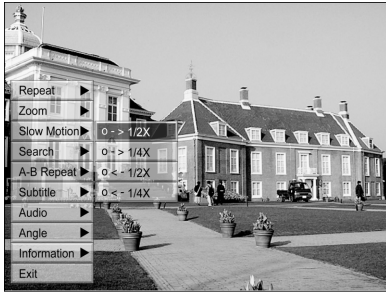 Repeat ▶
Zoom ▶
Slow Motion ▶
o - > 1/2X
Search ▶
o - > 1/4X
A-B Repeat ▶
o < - 1/2X
Subtitle ▶
o < - 1/4X
Audio ▶
Angle ▶
Information ▶
Exit